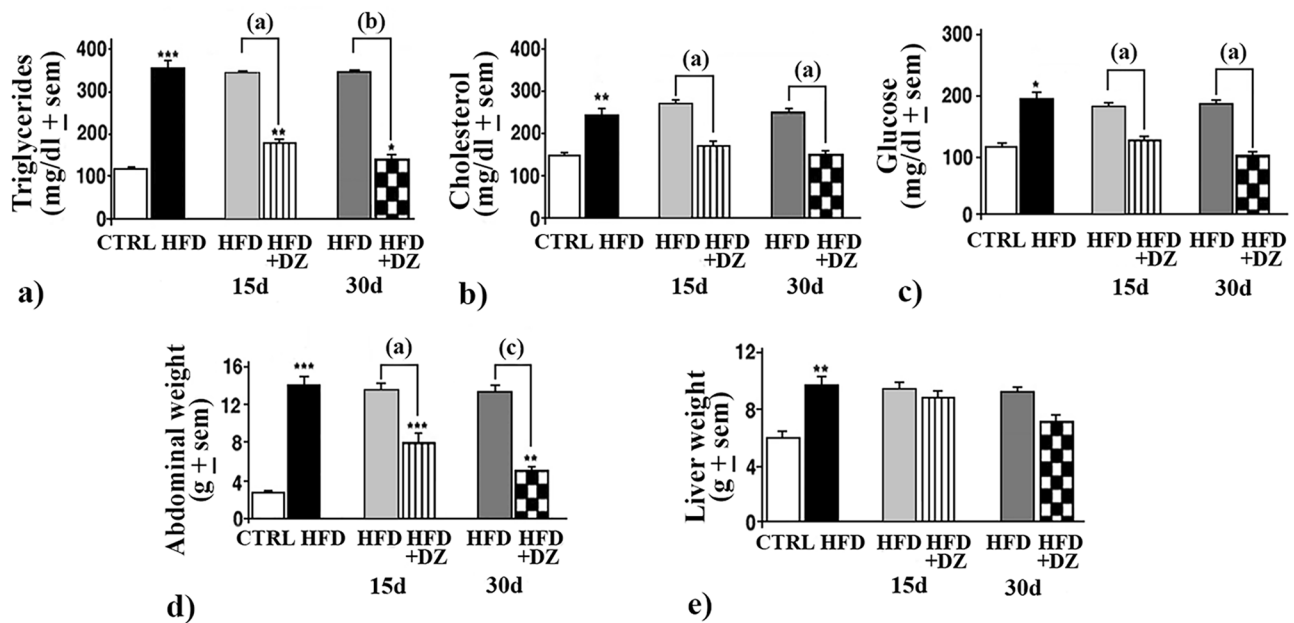 Triglycerides
(mg/dl + sem)
400
300
200
100
0
***
(a)
**
(b)
*
CTRL HFD HFD HFD HFD HFD
+DZ +DZ
15d 30d
a)
Cholesterol
(mg/dl + sem)
400
300
200
100
0
**
(a)
(a)
CTRL HFD HFD HFD HFD HFD
+DZ +DZ
15d 30d
b)
Glucose
(mg/dl + sem)
300
200
100
0
*
(a)
(a)
CTRL HFD HFD HFD HFD HFD
+DZ +DZ
15d 30d
c)
Abdominal weight
(g + sem)
16
12
8
4
0
***
(a)
***
(c)
**
CTRL HFD HFD HFD HFD HFD
+DZ +DZ
15d 30d
d)
Liver weight
(g + sem)
12
8
4
0
**
CTRL HFD HFD HFD HFD HFD
+DZ +DZ
15d 30d
e)